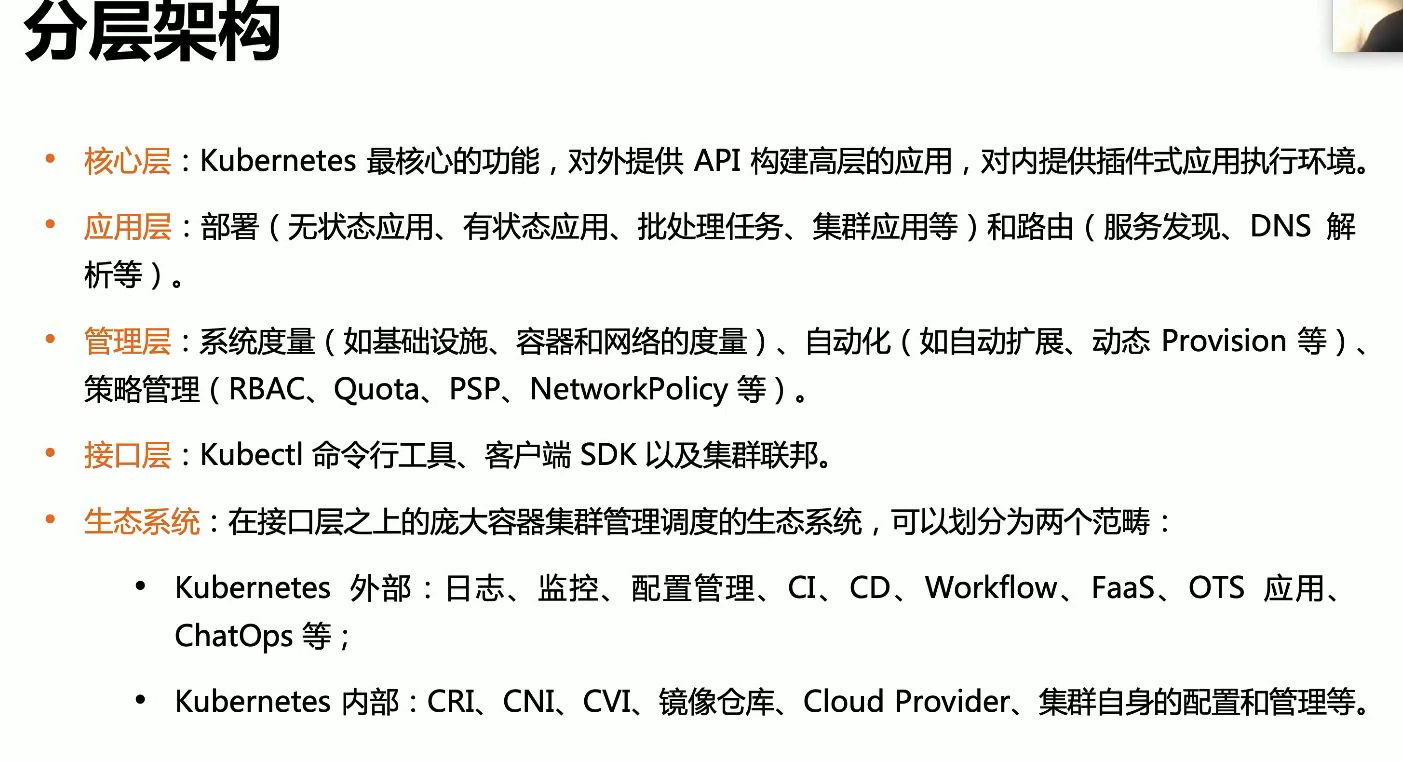 分层架构
• 核心层：Kubernetes 最核心的功能，对外提供 API 构建高层的应用，对内提供插件式应用执行环境。
• 应用层：部署（无状态应用、有状态应用、批处理任务、集群应用等）和路由（服务发现、DNS 解
析等）。
• 管理层：系统度量（如基础设施、容器和网络的度量）、自动化（如自动扩展、动态 Provision 等）、
策略管理（RBAC、Quota、PSP、NetworkPolicy 等）。
• 接口层：Kubectl 命令行工具、客户端 SDK 以及集群联邦。
• 生态系统：在接口层之上的庞大容器集群管理调度的生态系统，可以划分为两个范畴：
• Kubernetes 外部：日志、监控、配置管理、CI、CD、Workflow、FaaS、OTS 应用、
ChatOps 等；
• Kubernetes 内部：CRI、CNI、CVI、镜像仓库、Cloud Provider、集群自身的配置和管理等。